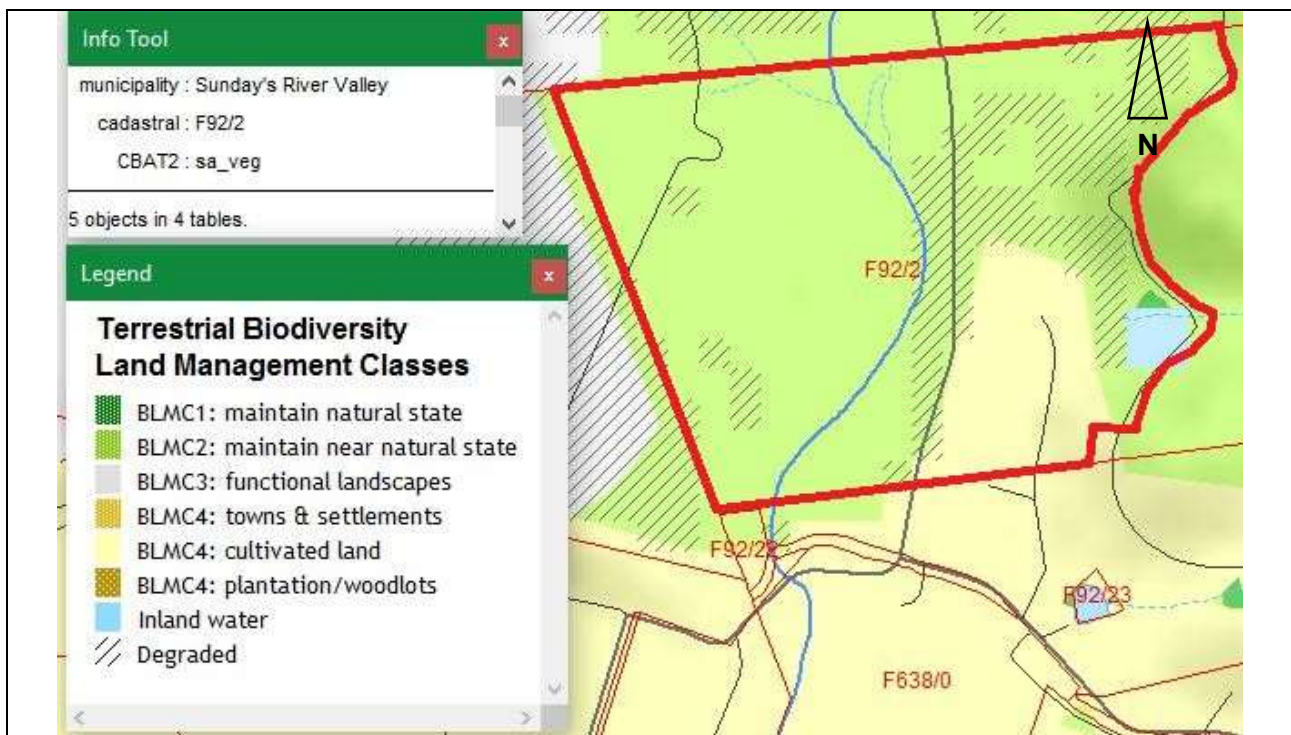 Info Tool
x
municipality : Sunday's River Valley
cadastral : F92/2
CBAT2 : sa_veg
5 objects in 4 tables.
Legend
x
Terrestrial Biodiversity
Land Management Classes
BLMC1: maintain natural state
BLMC2: maintain near natural state
BLMC3: functional landscapes
BLMC4: towns & settlements
BLMC4: cultivated land
BLMC4: plantation/woodlots
Inland water
Degraded
N
F92/2
F92/22
F92/23
F638/0